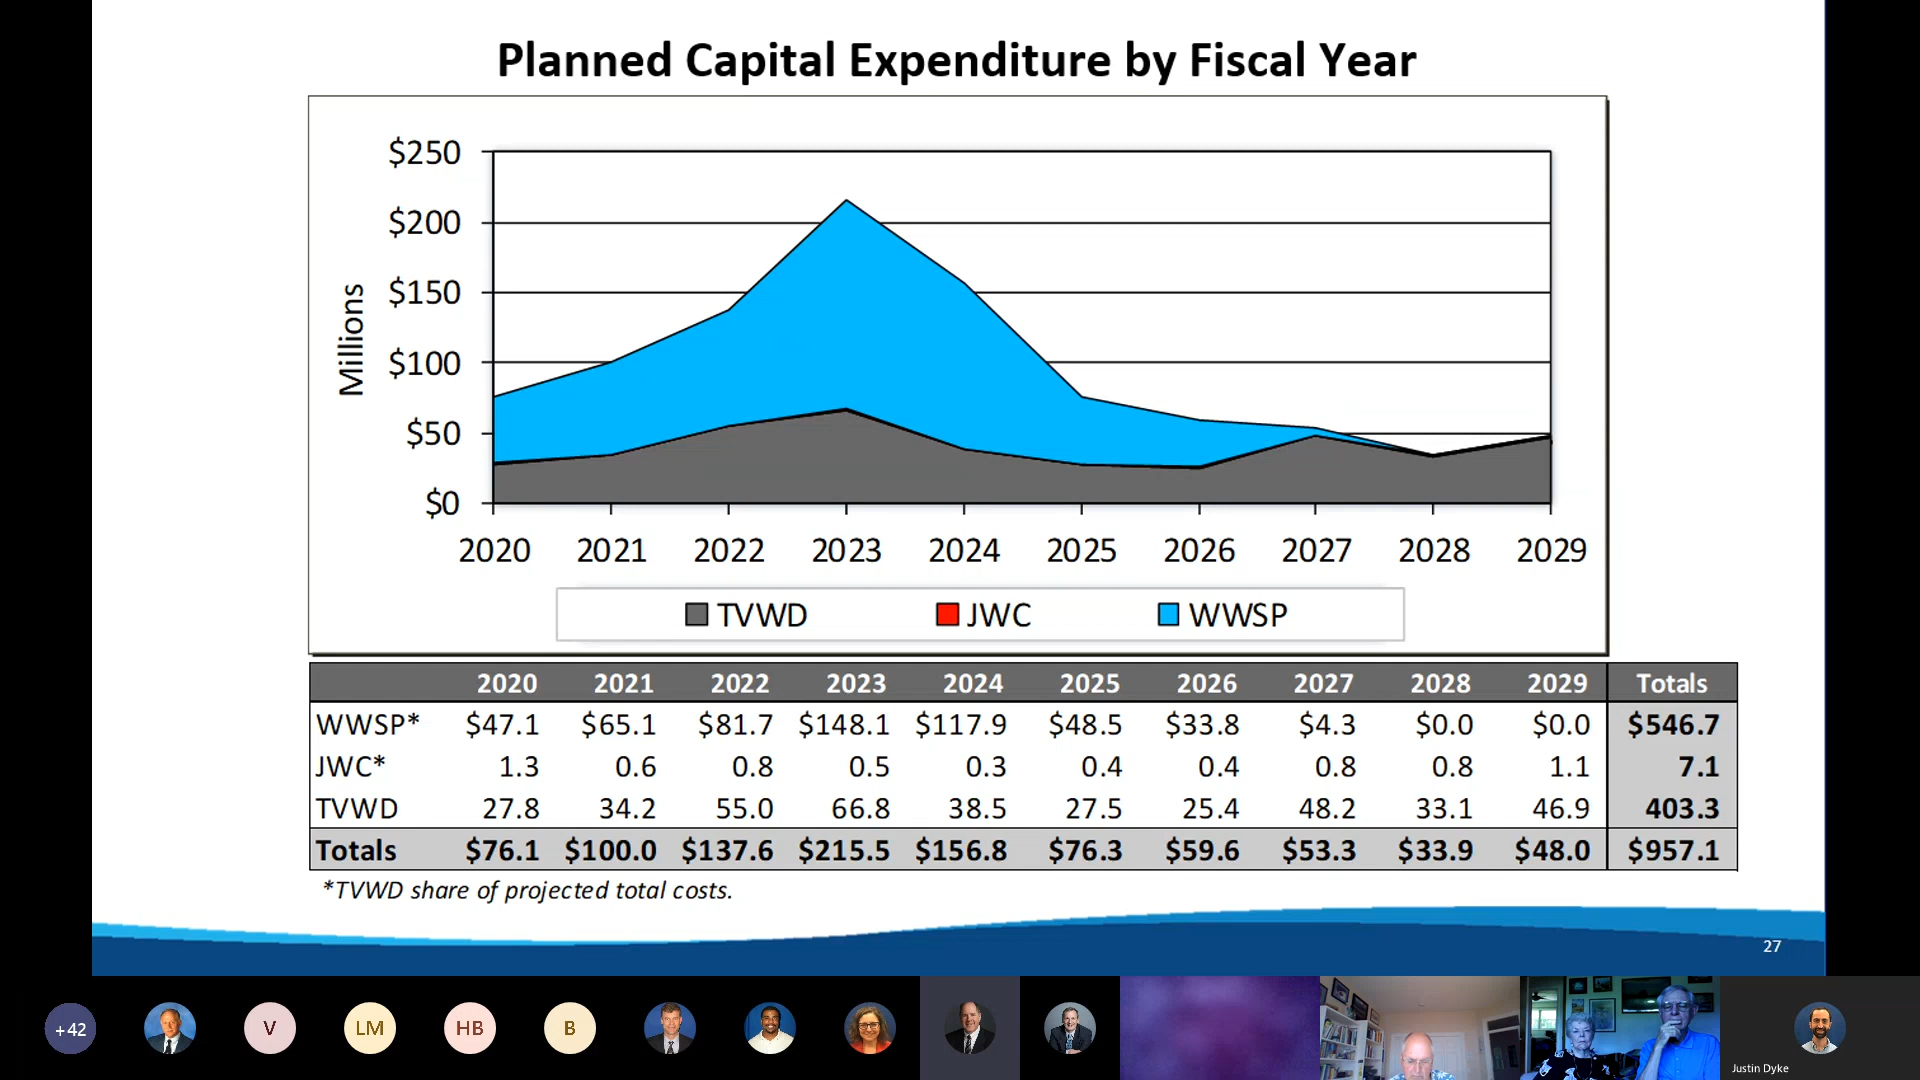 Planned Capital Expenditure by Fiscal Year
$250
$200
$150
$100
$50
$0
Millions
2020 2021 2022 2023 2024 2025 2026 2027 2028 2029
TVWD JWC WWSP
2020 2021 2022 2023 2024 2025 2026 2027 2028 2029 Totals
WWSP* $47.1 $65.1 $81.7 $148.1 $117.9 $48.5 $33.8 $4.3 $0.0 $0.0 $546.7
JWC* 1.3 0.6 0.8 0.5 0.3 0.4 0.4 0.8 0.8 1.1 7.1
TVWD 27.8 34.2 55.0 66.8 38.5 27.5 25.4 48.2 33.1 46.9 403.3
Totals $76.1 $100.0 $137.6 $215.5 $156.8 $76.3 $59.6 $53.3 $33.9 $48.0 $957.1
*TVWD share of projected total costs.
27
+42 V LM HB B
Justin Dyke